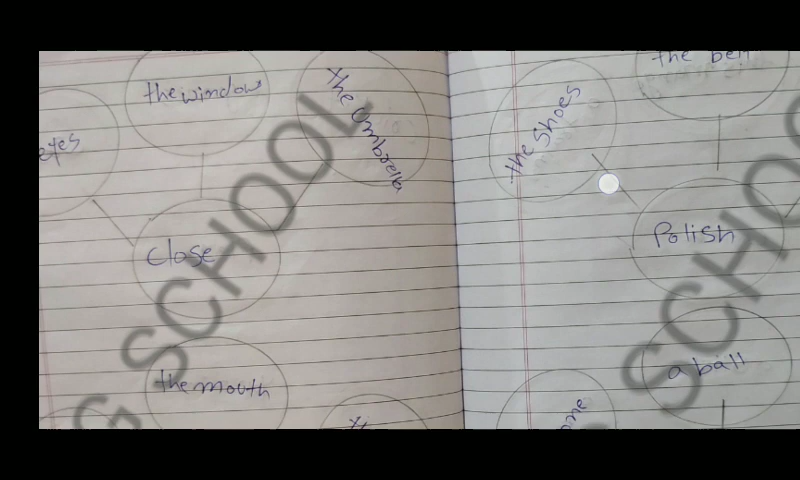 the window
the Umbrella
eyes
close
the mouth
the bell
the shoes
Polish
a ball
G SCHOOL
SCHOO